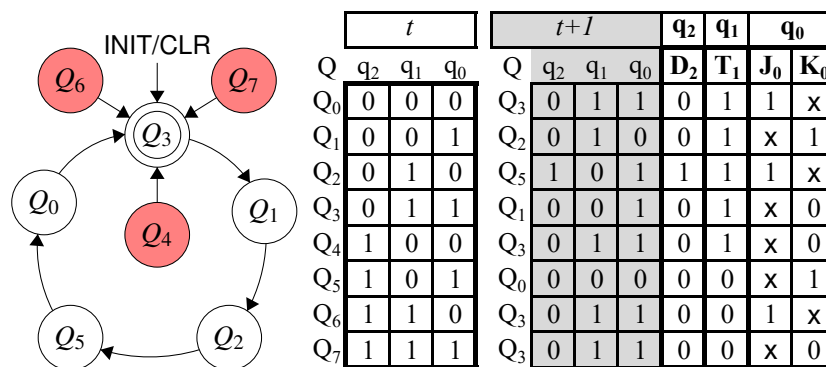 INIT/CLR
Q6 Q7
Q3
Q0 Q1
Q4
Q5 Q2
t t+1 q2 q1 q0
Q q2 q1 q0 Q q2 q1 q0 D2 T1 J0 K0
Q0 0 0 0 Q3 0 1 1 0 1 1 x
Q1 0 0 1 Q2 0 1 0 0 1 x 1
Q2 0 1 0 Q5 1 0 1 1 1 1 x
Q3 0 1 1 Q1 0 0 1 0 1 x 0
Q4 1 0 0 Q3 0 1 1 0 1 x 0
Q5 1 0 1 Q0 0 0 0 0 0 x 1
Q6 1 1 0 Q3 0 1 1 0 0 1 x
Q7 1 1 1 Q3 0 1 1 0 0 x 0